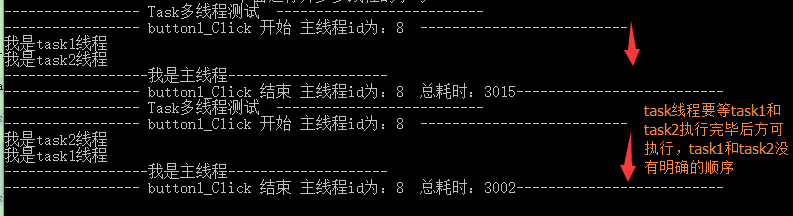 ----------------- Task多线程测试--------------------------
----------------- button1_Click 开始 主线程id为：8 --------------------------
我是task1线程
我是task2线程
------------------我是主线程--------------------
----------------- button1_Click 结束 主线程id为：8 总耗时：3015--------------------------
----------------- Task多线程测试 --------------------------
----------------- button1_Click 开始 主线程id为：8 --------------------------
我是task2线程
我是task1线程
------------------我是主线程--------------------
----------------- button1_Click 结束 主线程id为：8 总耗时：3002--------------------------
task线程要等task1和
task2执行完毕后方可
执行，task1和task2没
有明确的顺序